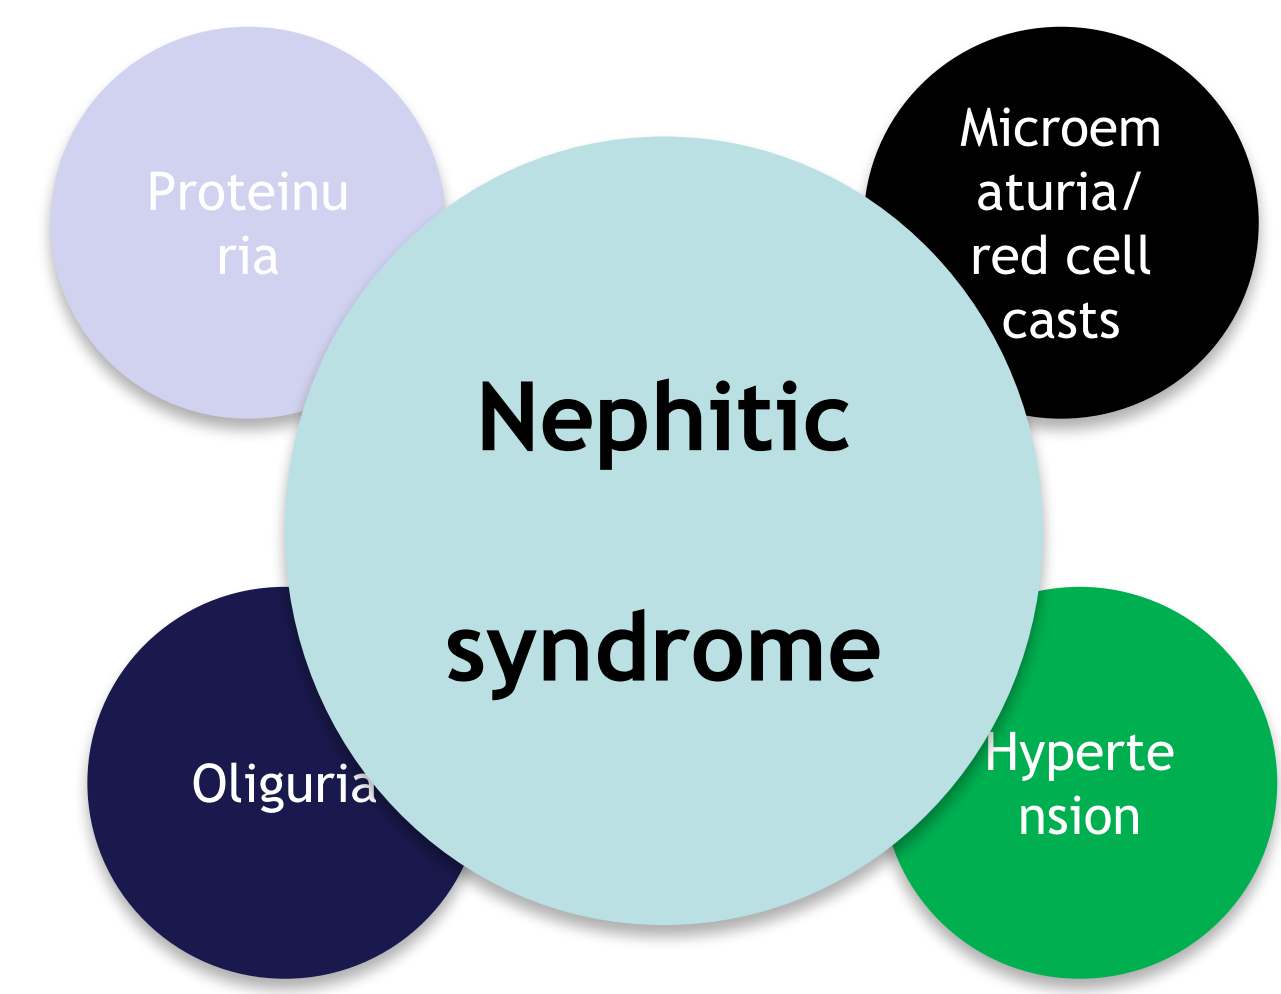 Proteinu
ria
Microem
aturia/
red cell
casts
Nephitic
syndrome
Oliguria
Hyperte
nsion